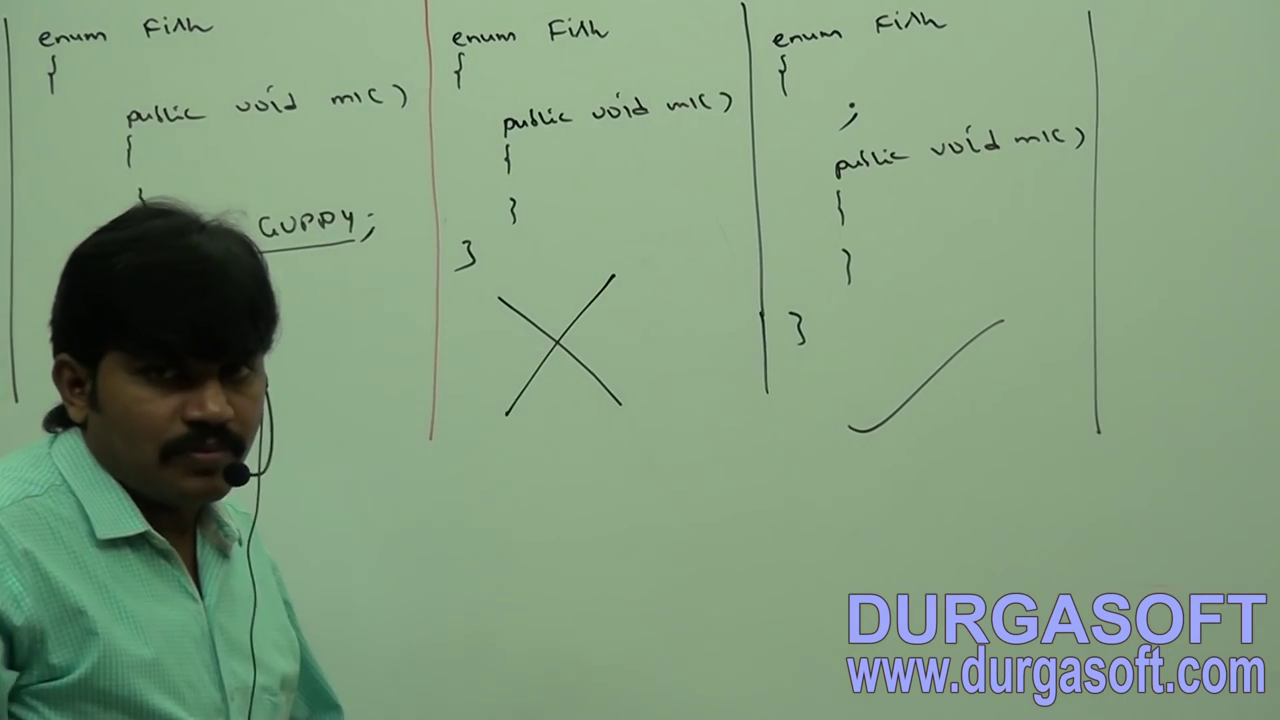 enum Fish
{
public void m1()
{
}
GUPPY;
enum Fish
{
public void m1()
{
}
}
enum Fish
{
;
public void m1()
{
}
}
DURGASOFT
www.durgasoft.com